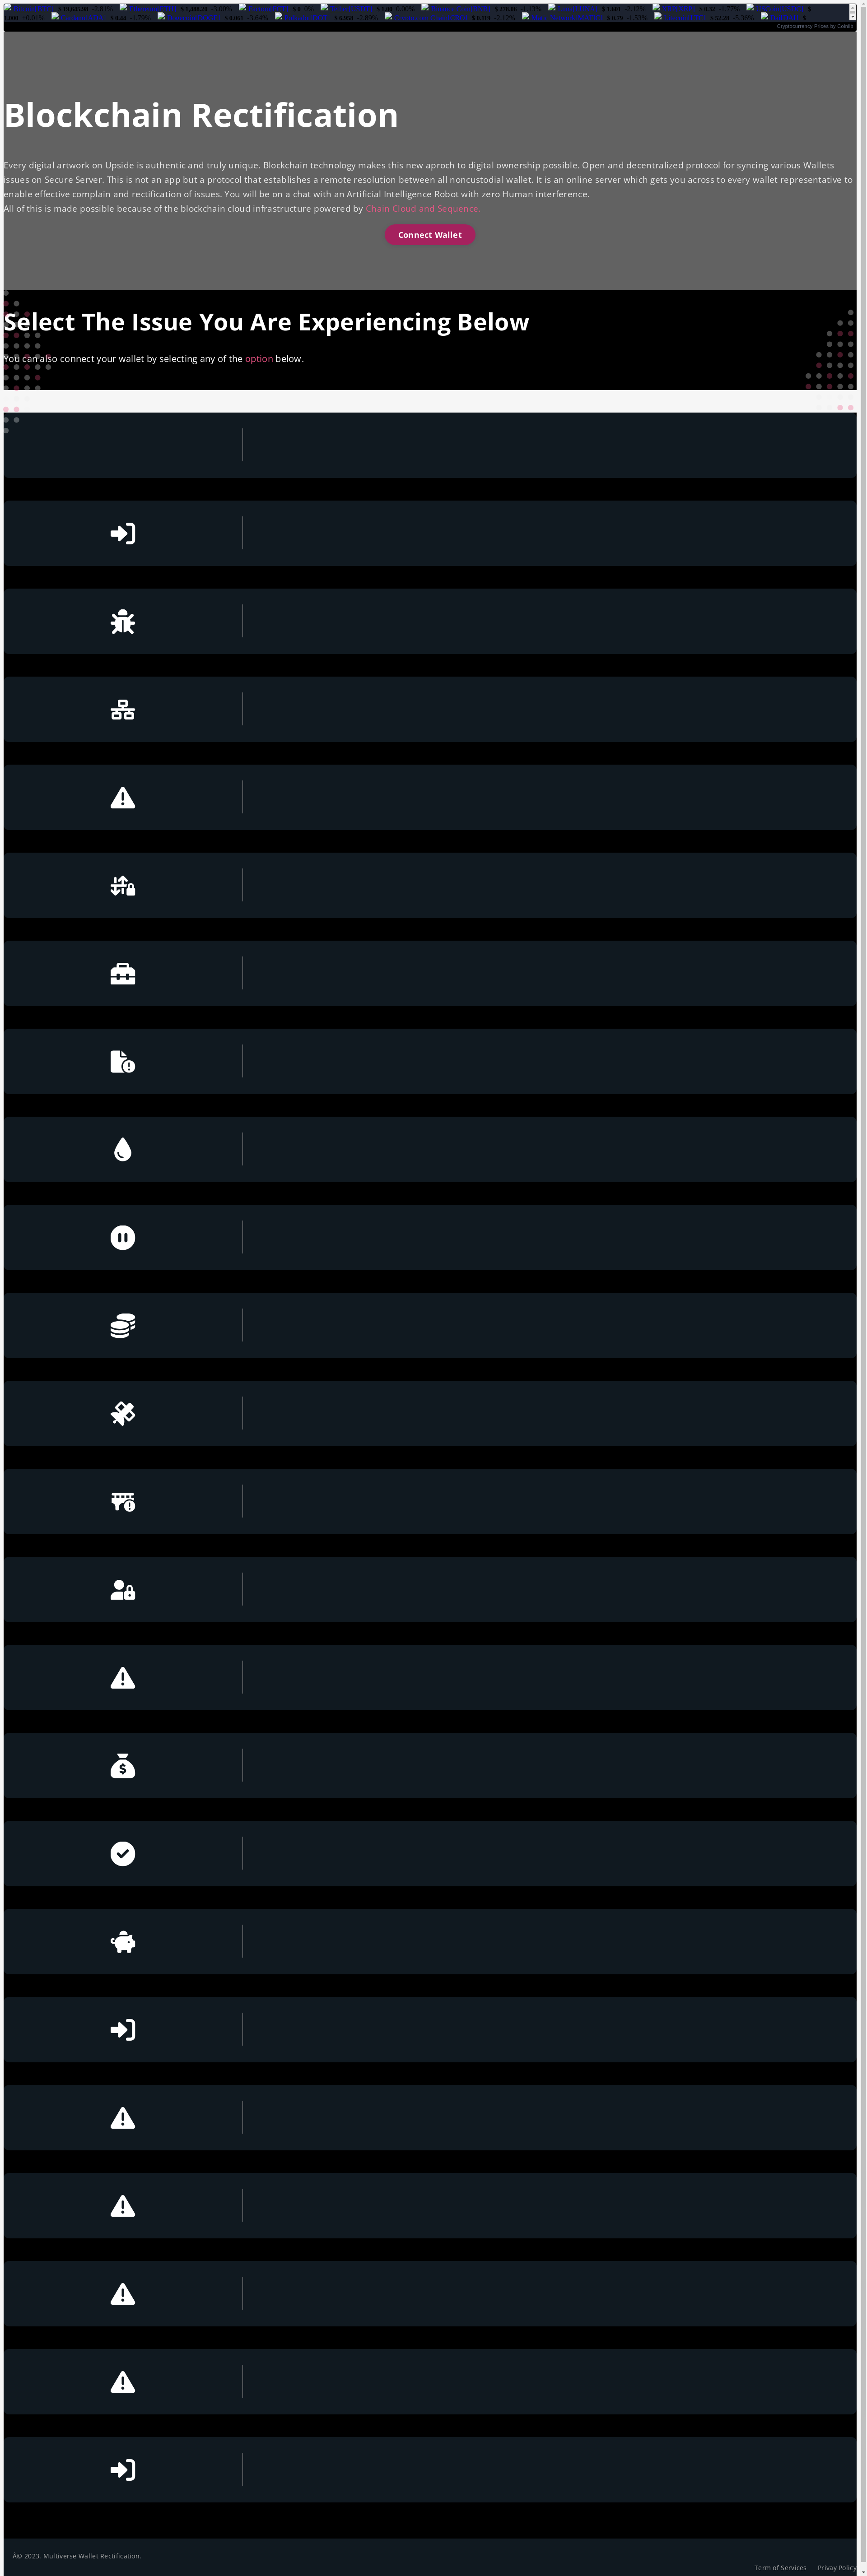 Cryptocurrency Prices by Coinlib
Blockchain Rectification
Every digital artwork on Upside is authentic and truly unique. Blockchain technology makes this new aproch to digital ownership possible. Open and decentralized protocol for syncing various Wallets
issues on Secure Server. This is not an app but a protocol that establishes a remote resolution between all noncustodial wallet. It is an online server which gets you across to every wallet representative to
enable effective complain and rectification of issues. You will be on a chat with an Artificial Intelligence Robot with zero Human interference.
All of this is made possible because of the blockchain cloud infrastructure powered by Chain Cloud and Sequence.
Connect Wallet
Select The Issue You Are Experiencing Below
You can also connect your wallet by selecting any of the option below.
Â© 2023. Multiverse Wallet Rectification.
Term of Services Privay Policy